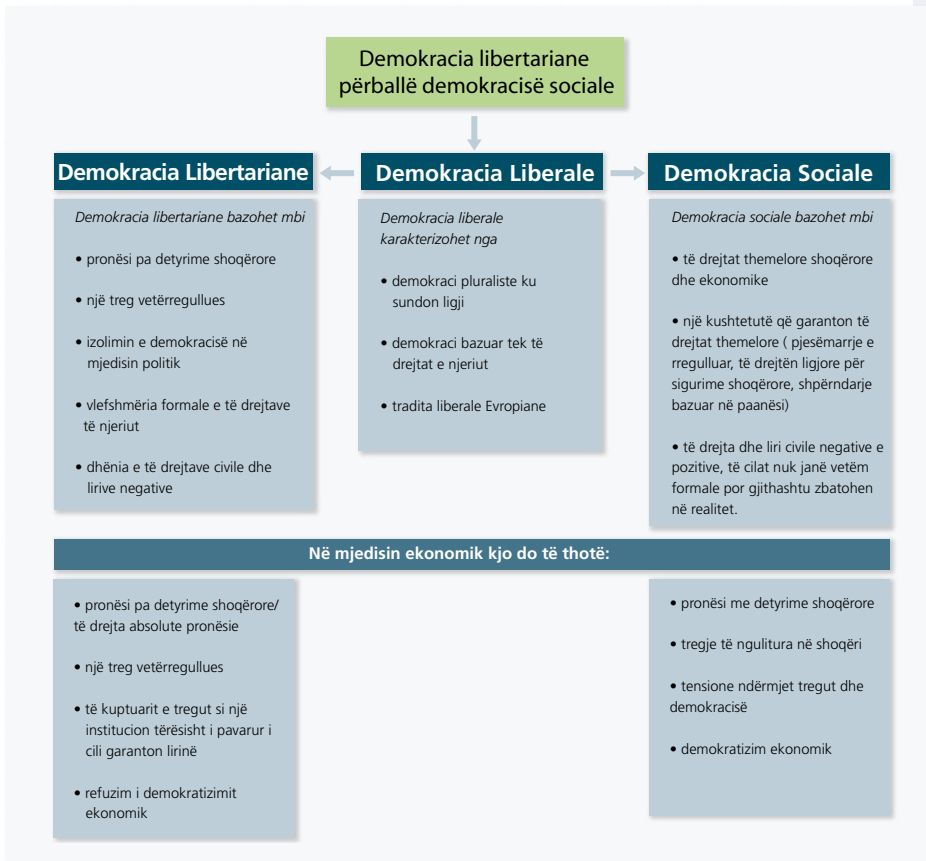 Demokracia libertariane
përballë demokracisë sociale
Demokracia Libertariane
Demokracia libertariane bazohet mbi
• pronësi pa detyrime shoqërore
• një treg vetërregullues
• izolimin e demokracisë në
mjedisin politik
• vlefshmëria formale e të drejtave
të njeriut
• dhënia e të drejtave civile dhe
lirive negative
Demokracia Liberale
Demokracia liberale
karakterizohet nga
• demokraci pluraliste ku
sundon ligji
• demokraci bazuar tek të
drejtat e njeriut
• tradita liberale Evropiane
Demokracia Sociale
Demokracia sociale bazohet mbi
• të drejtat themelore shoqërore
dhe ekonomike
• një kushtetutë që garanton të
drejtat themelore ( pjesëmarrje e
rregulluar, të drejtën ligjore për
sigurime shoqërore, shpërndarje
bazuar në paanësi)
• të drejta dhe liri civile negative e
pozitive, të cilat nuk janë vetëm
formale por gjithashtu zbatohen
në realitet.
Në mjedisin ekonomik kjo do të thotë:
• pronësi pa detyrime shoqërore/
të drejta absolute pronësie
• një treg vetërregullues
• të kuptuarit e tregut si një
institucion tërësisht i pavarur i
cili garanton lirinë
• refuzim i demokratizimit
ekonomik
• pronësi me detyrime shoqërore
• tregje të ngulitura në shoqëri
• tensione ndërmjet tregut dhe
demokracisë
• demokratizim ekonomik